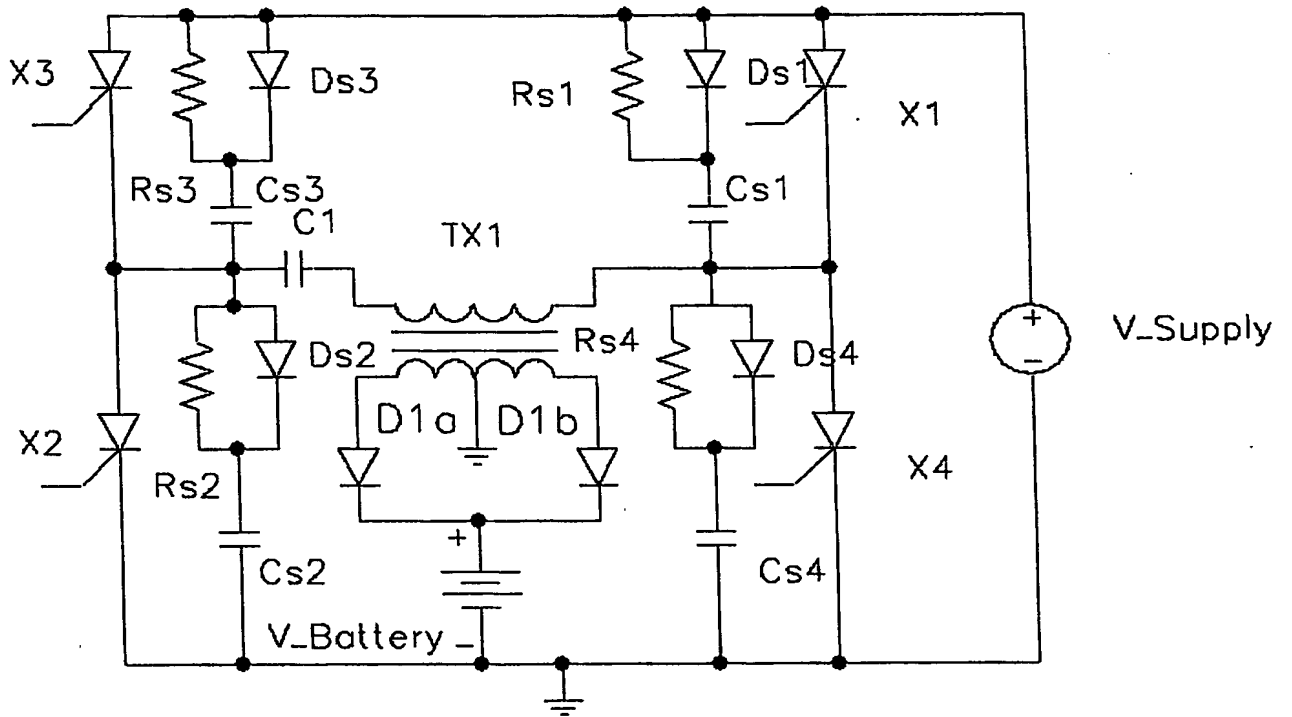 X3
Ds3
Rs1
Ds1
X1
Rs3
Cs3
Cs1
C1
TX1
Rs4
+
-
V_Supply
Ds2
Ds4
D1a
D1b
X2
X4
Rs2
+
Cs2
Cs4
V_Battery
-